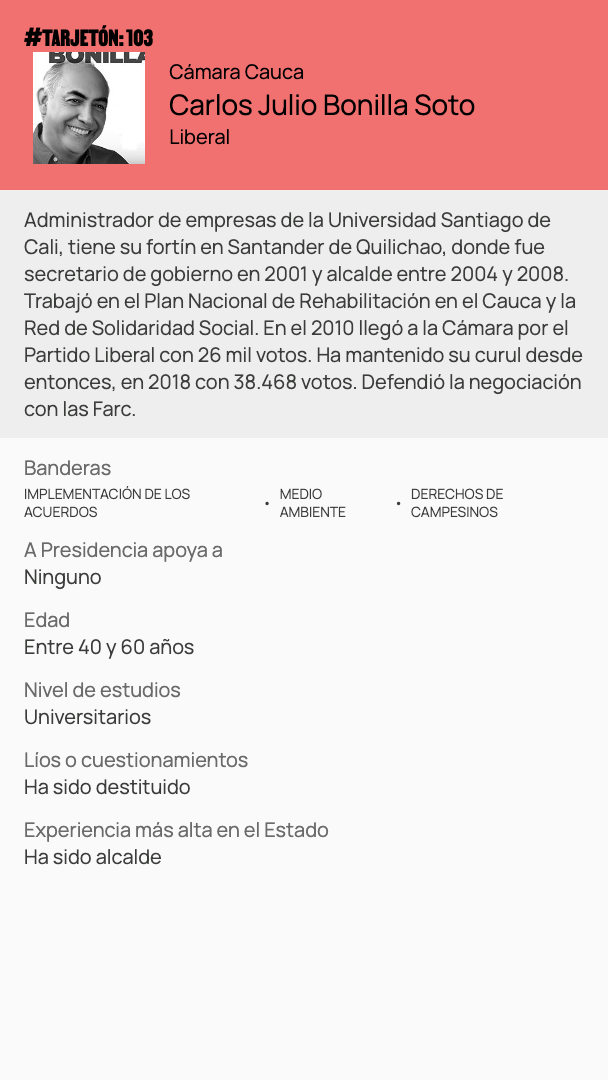 #TARJETÓN: 103
BONILLA
Cámara Cauca
Carlos Julio Bonilla Soto
Liberal
Administrador de empresas de la Universidad Santiago de
Cali, tiene su fortín en Santander de Quilichao, donde fue
secretario de gobierno en 2001 y alcalde entre 2004 y 2008.
Trabajó en el Plan Nacional de Rehabilitación en el Cauca y la
Red de Solidaridad Social. En el 2010 llegó a la Cámara por el
Partido Liberal con 26 mil votos. Ha mantenido su curul desde
entonces, en 2018 con 38.468 votos. Defendió la negociación
con las Farc.
Banderas
IMPLEMENTACIÓN DE LOS
ACUERDOS
• MEDIO
AMBIENTE
• DERECHOS DE
CAMPESINOS
A Presidencia apoya a
Ninguno
Edad
Entre 40 y 60 años
Nivel de estudios
Universitarios
Líos o cuestionamientos
Ha sido destituido
Experiencia más alta en el Estado
Ha sido alcalde